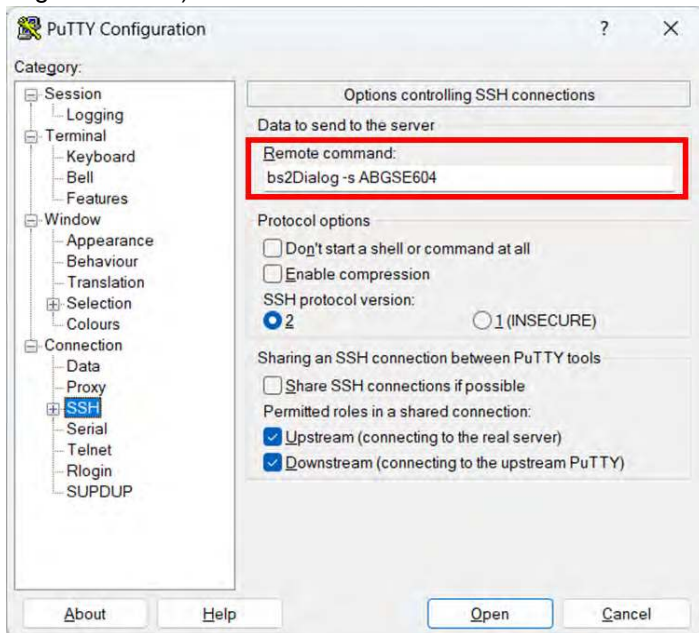 PuTTY Configuration ? ×
Category:
Session
Logging
Terminal
Keyboard
Bell
Features
Window
Appearance
Behaviour
Translation
Selection
Colours
Connection
Data
Proxy
SSH
Serial
Telnet
Rlogin
SUPDUP
Options controlling SSH connections
Data to send to the server
Remote command:
bs2Dialog -s ABGSE604
Protocol options
Don't start a shell or command at all
Enable compression
SSH protocol version:
2 1 (INSECURE)
Sharing an SSH connection between PuTTY tools
Share SSH connections if possible
Permitted roles in a shared connection:
Upstream (connecting to the real server)
Downstream (connecting to the upstream PuTTY)
About Help Open Cancel